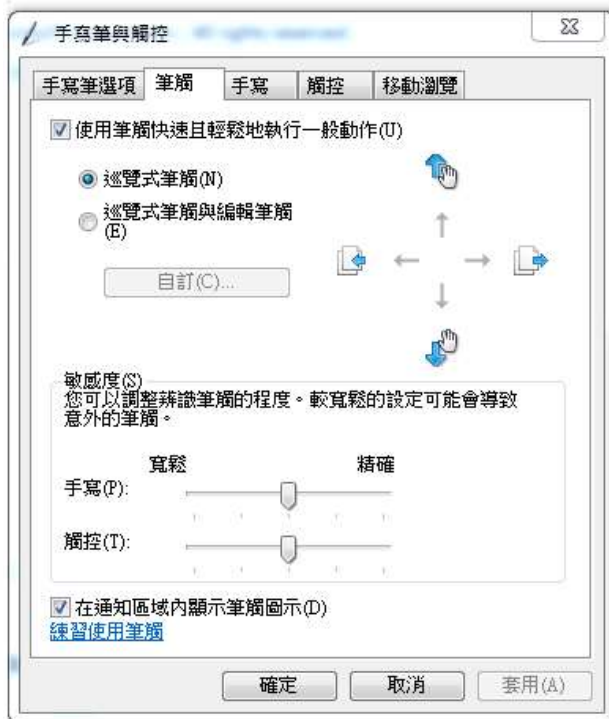 手寫筆與觸控
All rights reserved
手寫筆選項 筆觸 手寫 觸控 移動瀏覽
使用筆觸快速且輕鬆地執行一般動作(U)
巡覽式筆觸(N)
巡覽式筆觸與編輯筆觸
(E)
自訂(C)...
敏感度(S)
您可以調整辨識筆觸的程度。較寬鬆的設定可能會導致
意外的筆觸。
寬鬆 精確
手寫(P):
觸控(T):
在通知區域內顯示筆觸圖示(D)
練習使用筆觸
確定 取消 套用(A)